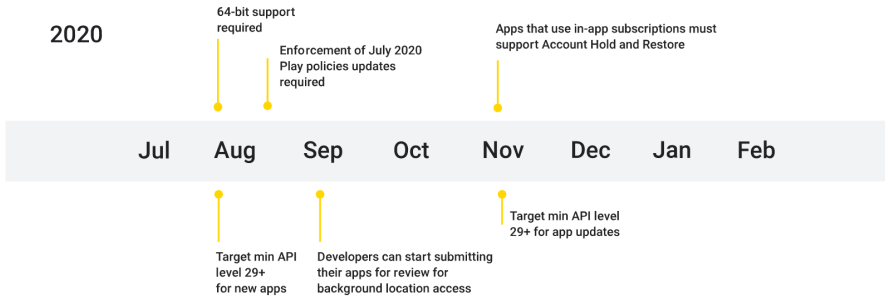 2020
64-bit support
required
Enforcement of July 2020
Play policies updates
required
Apps that use in-app subscriptions must
support Account Hold and Restore
Jul Aug Sep Oct Nov Dec Jan Feb
Target min API
level 29+
for new apps
Developers can start submitting
their apps for review for
background location access
Target min API level
29+ for app updates